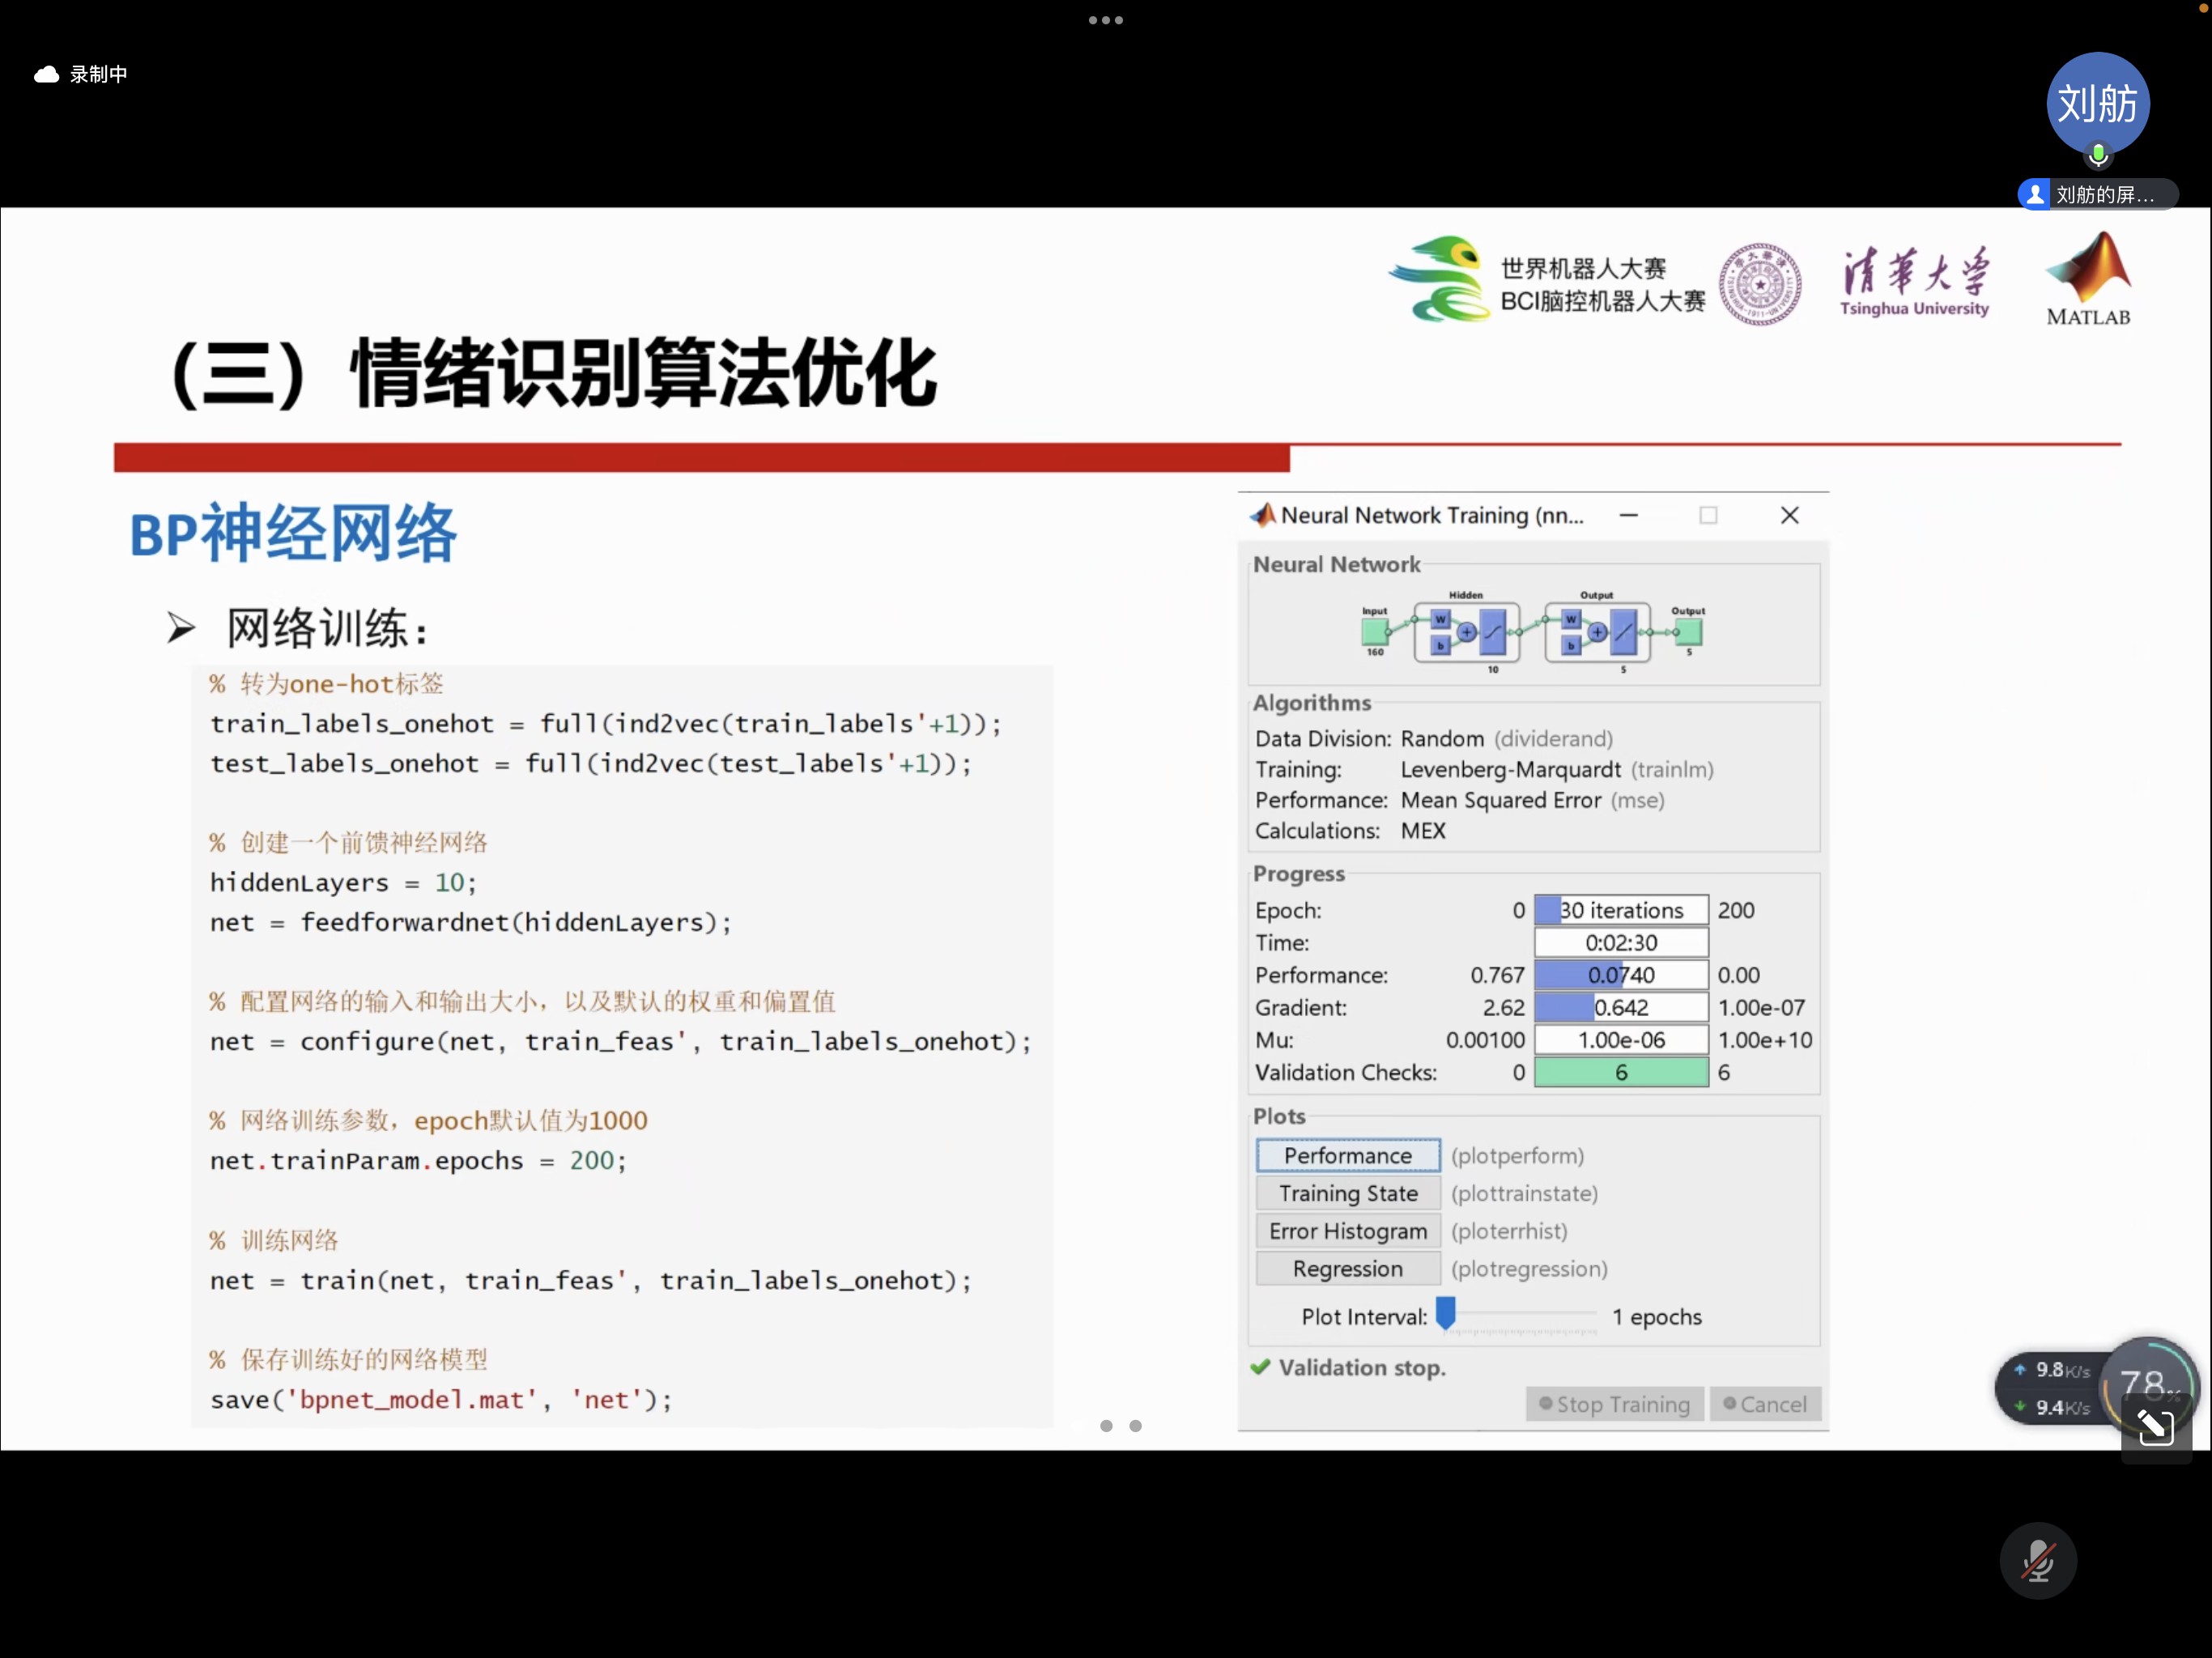 录制中
刘舫
刘舫的屏...
世界机器人大赛
BCI脑控机器人大赛
清华大学
Tsinghua University
MATLAB
（三）情绪识别算法优化
BP神经网络
➢ 网络训练：
% 转为one-hot标签
train_labels_onehot = full(ind2vec(train_labels'+1));
test_labels_onehot = full(ind2vec(test_labels'+1));
% 创建一个前馈神经网络
hiddenLayers = 10;
net = feedforwardnet(hiddenLayers);
% 配置网络的输入和输出大小，以及默认的权重和偏置值
net = configure(net, train_feas', train_labels_onehot);
% 网络训练参数，epoch默认值为1000
net.trainParam.epochs = 200;
% 训练网络
net = train(net, train_feas', train_labels_onehot);
% 保存训练好的网络模型
save('bpnet_model.mat', 'net');
Neural Network Training (nn...
Neural Network
Hidden Output
Input Output
W W
b b
160 5
10 5
Algorithms
Data Division: Random (dividerand)
Training: Levenberg-Marquardt (trainlm)
Performance: Mean Squared Error (mse)
Calculations: MEX
Progress
Epoch: 0 30 iterations 200
Time: 0:02:30
Performance: 0.767 0.0740 0.00
Gradient: 2.62 0.642 1.00e-07
Mu: 0.00100 1.00e-06 1.00e+10
Validation Checks: 0 6 6
Plots
Performance (plotperform)
Training State (plottrainstate)
Error Histogram (ploterrhist)
Regression (plotregression)
Plot Interval: 1 epochs
Validation stop.
Stop Training Cancel
9.8K/s
9.4K/s
78%